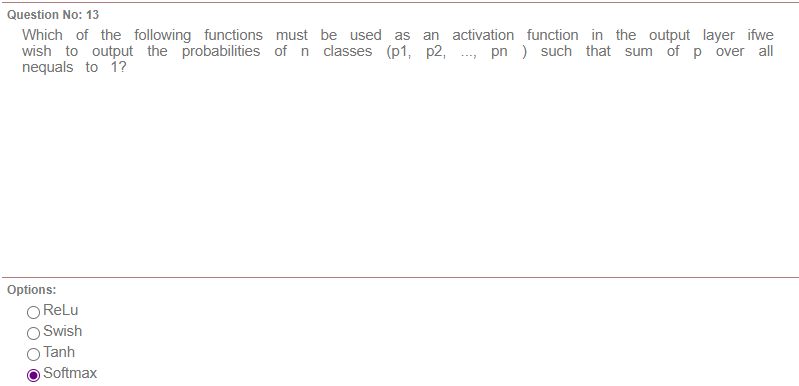 Question No: 13
Which of the following functions must be used as an activation function in the output layer ifwe
wish to output the probabilities of n classes (p1, p2, ..., pn ) such that sum of p over all
nequals to 1?
Options:
ReLu
Swish
Tanh
Softmax